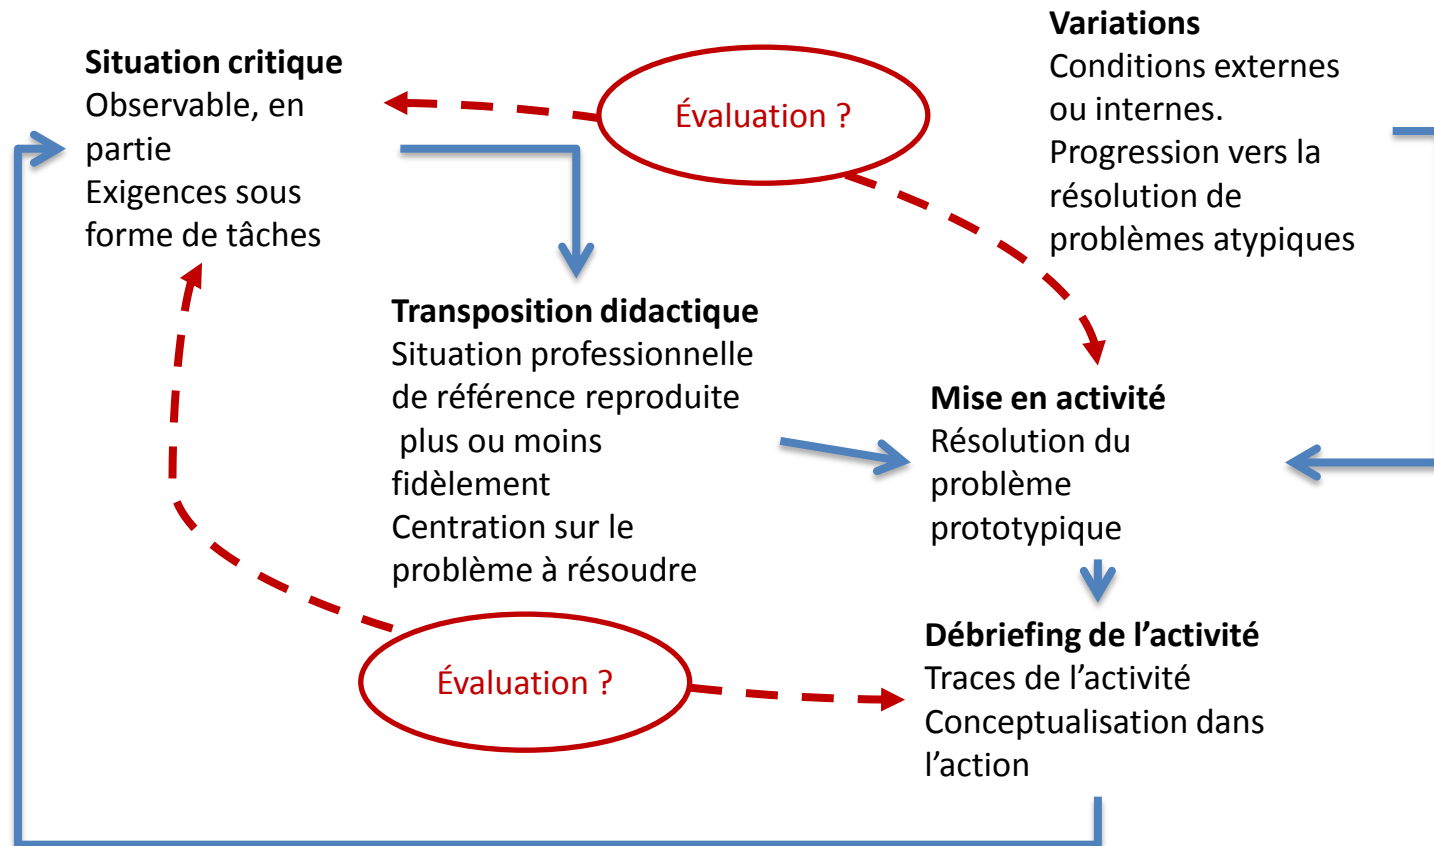 Situation critique
Observable, en
partie
Exigences sous
forme de tâches
Évaluation ?
Variations
Conditions externes
ou internes.
Progression vers la
résolution de
problèmes atypiques
Transposition didactique
Situation professionnelle
de référence reproduite
plus ou moins
fidèlement
Centration sur le
problème à résoudre
Mise en activité
Résolution du
problème
prototypique
Évaluation ?
Débriefing de l’activité
Traces de l’activité
Conceptualisation dans
l’action